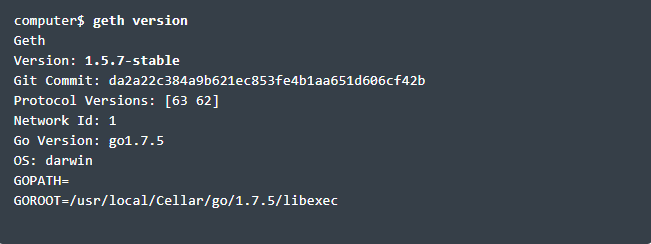 computer$ geth version
Geth
Version: 1.5.7-stable
Git Commit: da2a22c384a9b621ec853fe4b1aa651d606cf42b
Protocol Versions: [63 62]
Network Id: 1
Go Version: go1.7.5
OS: darwin
GOPATH=
GOROOT=/usr/local/Cellar/go/1.7.5/libexec